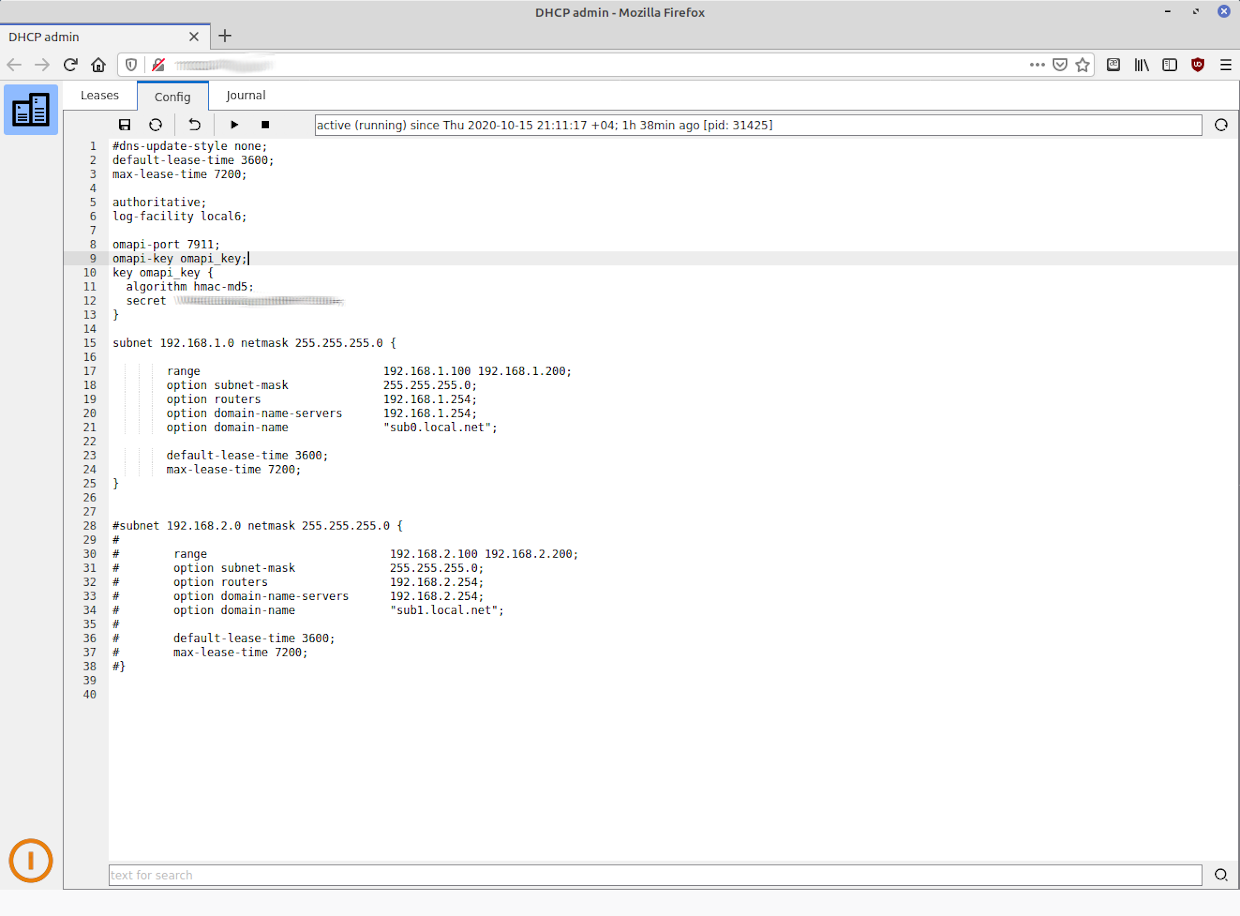 DHCP admin - Mozilla Firefox
DHCP admin
Leases Config Journal
active (running) since Thu 2020-10-15 21:11:17 +04; 1h 38min ago [pid: 31425]
1 #dns-update-style none;
2 default-lease-time 3600;
3 max-lease-time 7200;
4
5 authoritative;
6 log-facility local6;
7
8 omapi-port 7911;
9 omapi-key omapi_key;
10 key omapi_key {
11 algorithm hmac-md5;
12 secret
13 }
14
15 subnet 192.168.1.0 netmask 255.255.255.0 {
16
17 range 192.168.1.100 192.168.1.200;
18 option subnet-mask 255.255.255.0;
19 option routers 192.168.1.254;
20 option domain-name-servers 192.168.1.254;
21 option domain-name "sub0.local.net";
22
23 default-lease-time 3600;
24 max-lease-time 7200;
25 }
26
27
28 #subnet 192.168.2.0 netmask 255.255.255.0 {
29 #
30 # range 192.168.2.100 192.168.2.200;
31 # option subnet-mask 255.255.255.0;
32 # option routers 192.168.2.254;
33 # option domain-name-servers 192.168.2.254;
34 # option domain-name "sub1.local.net";
35 #
36 # default-lease-time 3600;
37 # max-lease-time 7200;
38 #}
39
40
text for search